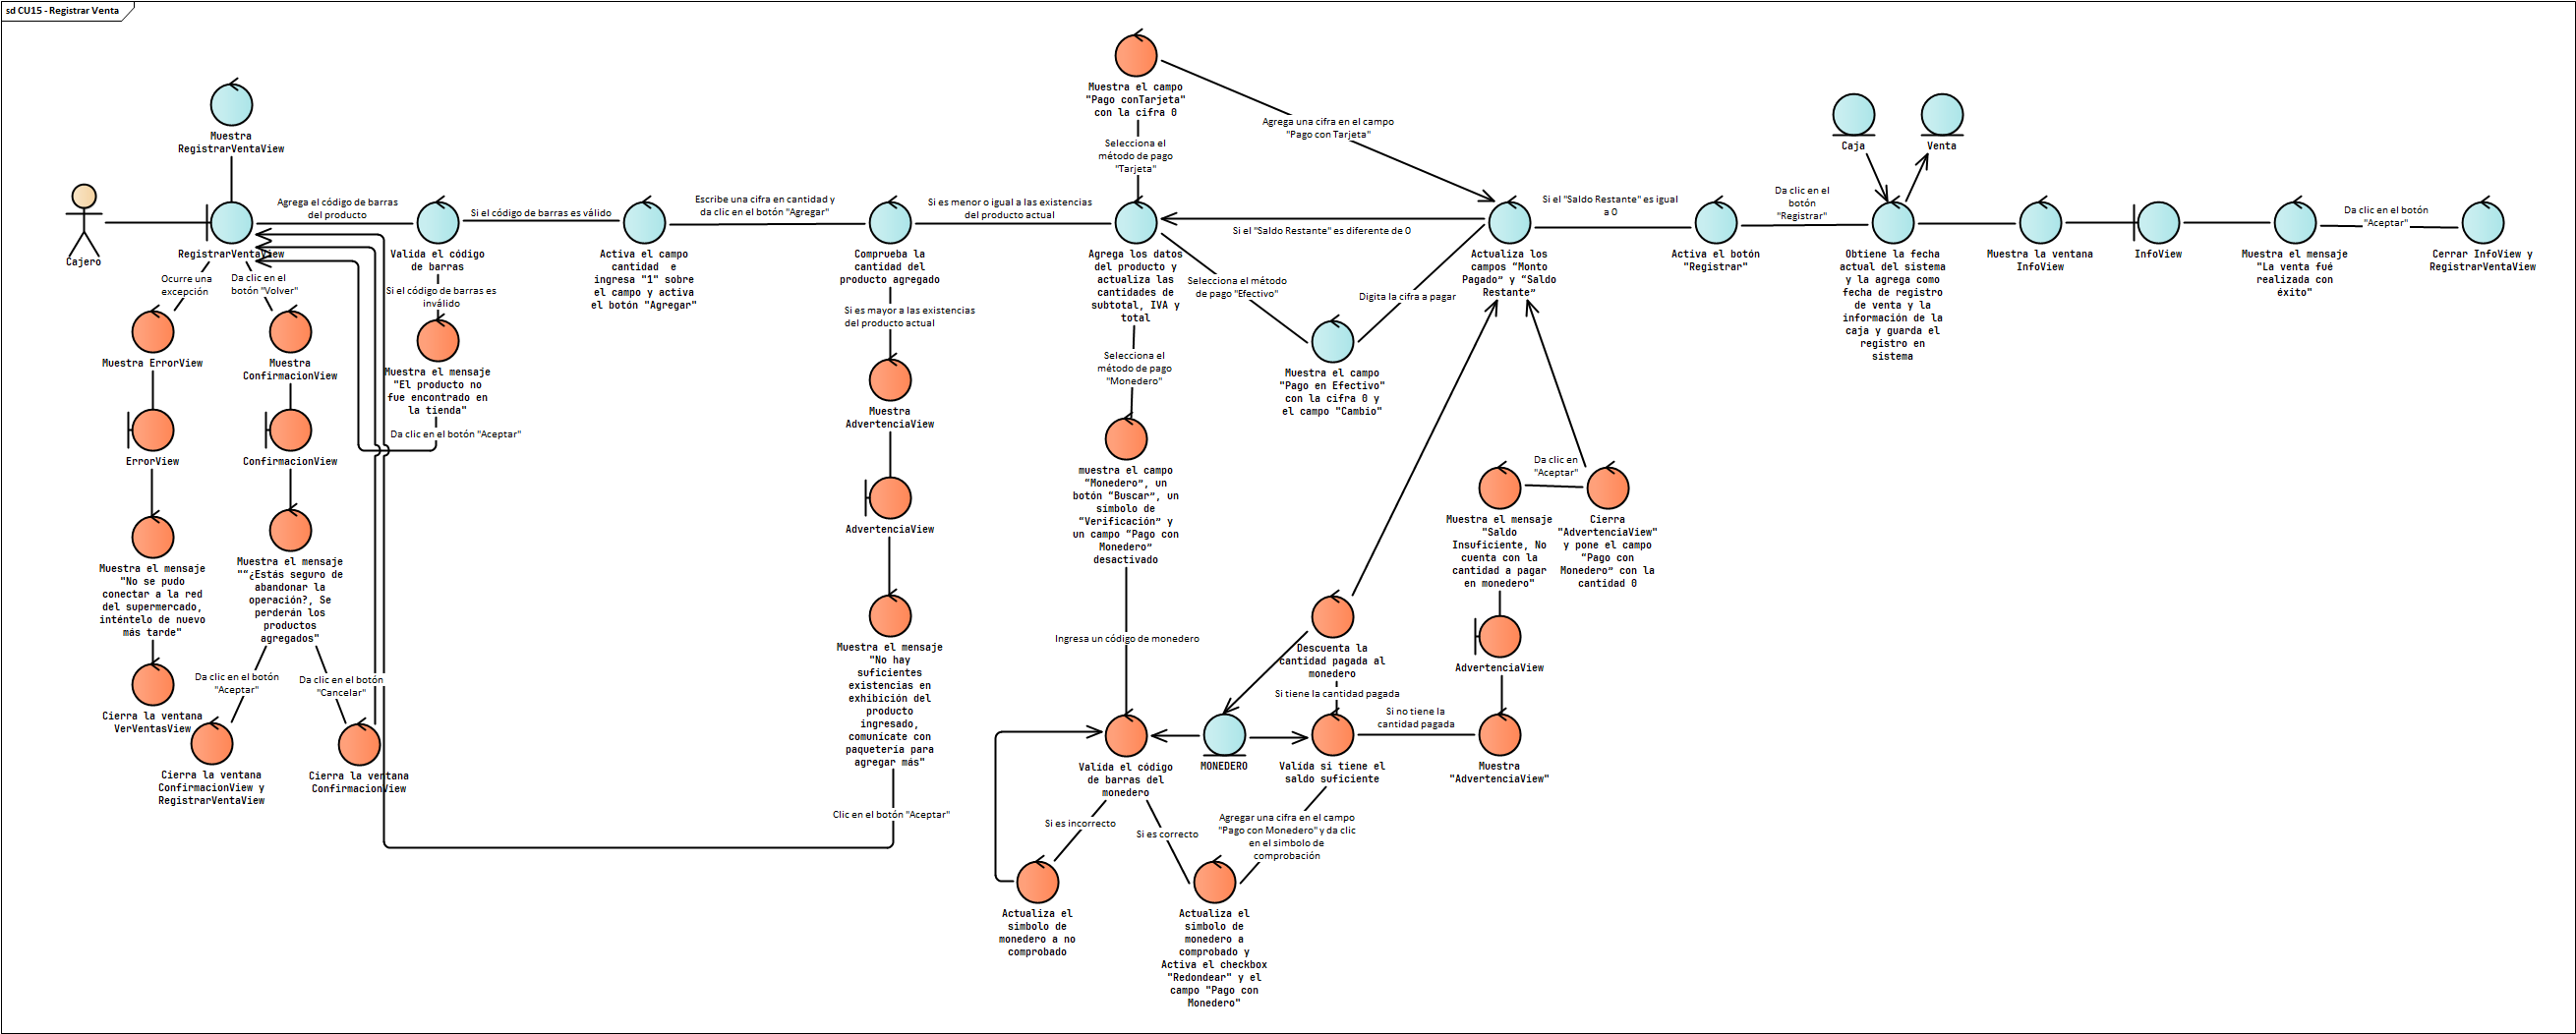 sd CU15 - Registrar Venta
Muestra
RegistrarVentaView
Cajero
RegistrarVentaView
Agrega el código de barras
del producto
Valida el código
de barras
Si el código de barras es válido
Activa el campo
cantidad e
ingresa "1" sobre
el campo y activa
el botón "Agregar"
Escribe una cifra en cantidad y
da clic en el botón "Agregar"
Comprueba la
cantidad del
producto agregado
Si es menor o igual a las existencias
del producto actual
Agrega los datos
del producto y
actualiza las
cantidades de
subtotal, IVA y
total
Muestra el campo
"Pago conTarjeta"
con la cifra 0
Selecciona el
método de pago
"Tarjeta"
Agrega una cifra en el campo
"Pago con Tarjeta"
Si el "Saldo Restante" es diferente de 0
Selecciona el método
de pago "Efectivo"
Muestra el campo
"Pago en Efectivo"
con la cifra 0 y
el campo "Cambio"
Digita la cifra a pagar
Actualiza los
campos “Monto
Pagado” y “Saldo
Restante”
Si el "Saldo Restante" es igual
a 0
Activa el botón
"Registrar"
Da clic en el
botón
"Registrar"
Caja
Venta
Obtiene la fecha
actual del sistema
y la agrega como
fecha de registro
de venta y la
información de la
caja y guarda el
registro en
sistema
Muestra la ventana
InfoView
InfoView
Muestra el mensaje
"La venta fué
realizada con
éxito"
Da clic en el botón
"Aceptar"
Cerrar InfoView y
RegistrarVentaView
Ocurre una
excepción
Da clic en el
botón "Volver"
Muestra ErrorView
ErrorView
Muestra el mensaje
"No se pudo
conectar a la red
del supermercado,
inténtelo de nuevo
más tarde"
Cierra la ventana
VerVentasView
Muestra
ConfirmacionView
ConfirmacionView
Muestra el mensaje
"“¿Estás seguro de
abandonar la
operación?, Se
perderán los
productos
agregados"
Da clic en el botón
"Aceptar"
Da clic en el botón
"Cancelar"
Cierra la ventana
ConfirmacionView y
RegistrarVentaView
Cierra la ventana
ConfirmacionView
Si el código de barras es
inválido
Muestra el mensaje
"El producto no
fue encontrado en
la tienda"
Da clic en el botón "Aceptar"
Si es mayor a las existencias
del producto actual
Muestra
AdvertenciaView
AdvertenciaView
Muestra el mensaje
"No hay
suficientes
existencias en
exhibición del
producto
ingresado,
comunícate con
paquetería para
agregar más"
Clic en el botón "Aceptar"
Selecciona el
método de pago
"Monedero"
muestra el campo
“Monedero”, un
botón “Buscar”, un
simbolo de
“Verificación” y
un campo “Pago con
Monedero”
desactivado
Ingresa un código de monedero
Valida el código
de barras del
monedero
Si es incorrecto
Si es correcto
Actualiza el
simbolo de
monedero a no
comprobado
Actualiza el
simbolo de
monedero a
comprobado y
Activa el checkbox
"Redondear" y el
campo "Pago con
Monedero"
Agregar una cifra en el campo
"Pago con Monedero" y da clic
en el simbolo de
comprobación
MONEDERO
Valida si tiene el
saldo suficiente
Si tiene la cantidad pagada
Descuenta la
cantidad pagada al
monedero
Si no tiene la
cantidad pagada
Muestra
"AdvertenciaView"
AdvertenciaView
Muestra el mensaje
"Saldo
Insuficiente, No
cuenta con la
cantidad a pagar
en monedero"
Da clic en
"Aceptar"
Cierra
"AdvertenciaView"
y pone el campo
“Pago con
Monedero” con la
cantidad 0